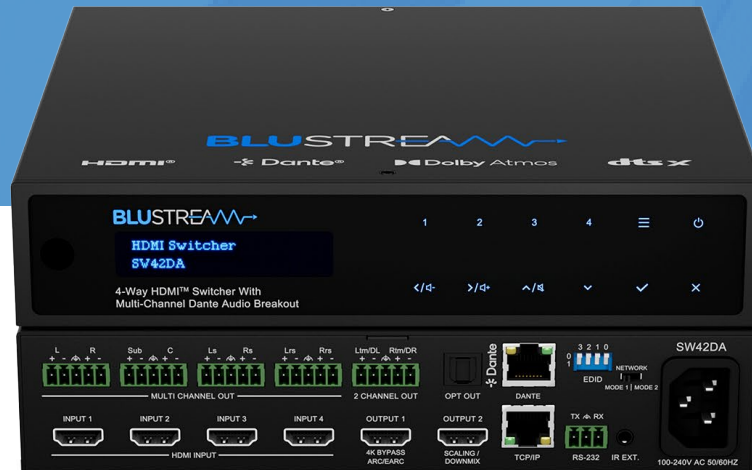 BLUSTREAM
HDMI® Dante® Dolby Atmos dts x
BLUSTREAM
1 2 3 4
HDMI Switcher
SW42DA
4-Way HDMI™ Switcher With
Multi-Channel Dante Audio Breakout
L R Sub C Ls Rs Lrs Rrs Ltm/DL Rtm/DR
+ - + - + - + - + - + - + - + - + - + -
MULTI CHANNEL OUT
2 CHANNEL OUT
OPT OUT
Dante
DANTE
3 2 1 0
0
1
EDID
NETWORK
MODE 1 | MODE 2
SW42DA
INPUT 1 INPUT 2 INPUT 3 INPUT 4
HDMI INPUT
OUTPUT 1
4K BYPASS
ARC/EARC
OUTPUT 2
SCALING /
DOWNMIX
TCP/IP
TX RX
RS-232
IR EXT.
100-240V AC 50/60HZ